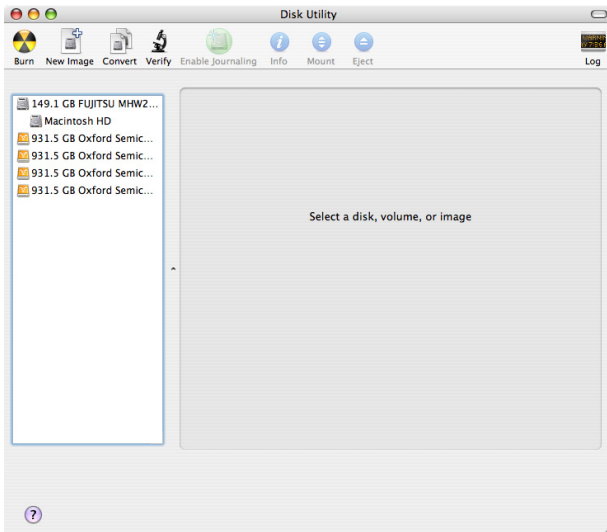 Disk Utility
Burn New Image Convert Verify Enable Journaling Info Mount Eject Log
149.1 GB FUJITSU MHW2...
Macintosh HD
931.5 GB Oxford Semic...
931.5 GB Oxford Semic...
931.5 GB Oxford Semic...
931.5 GB Oxford Semic...
Select a disk, volume, or image
?